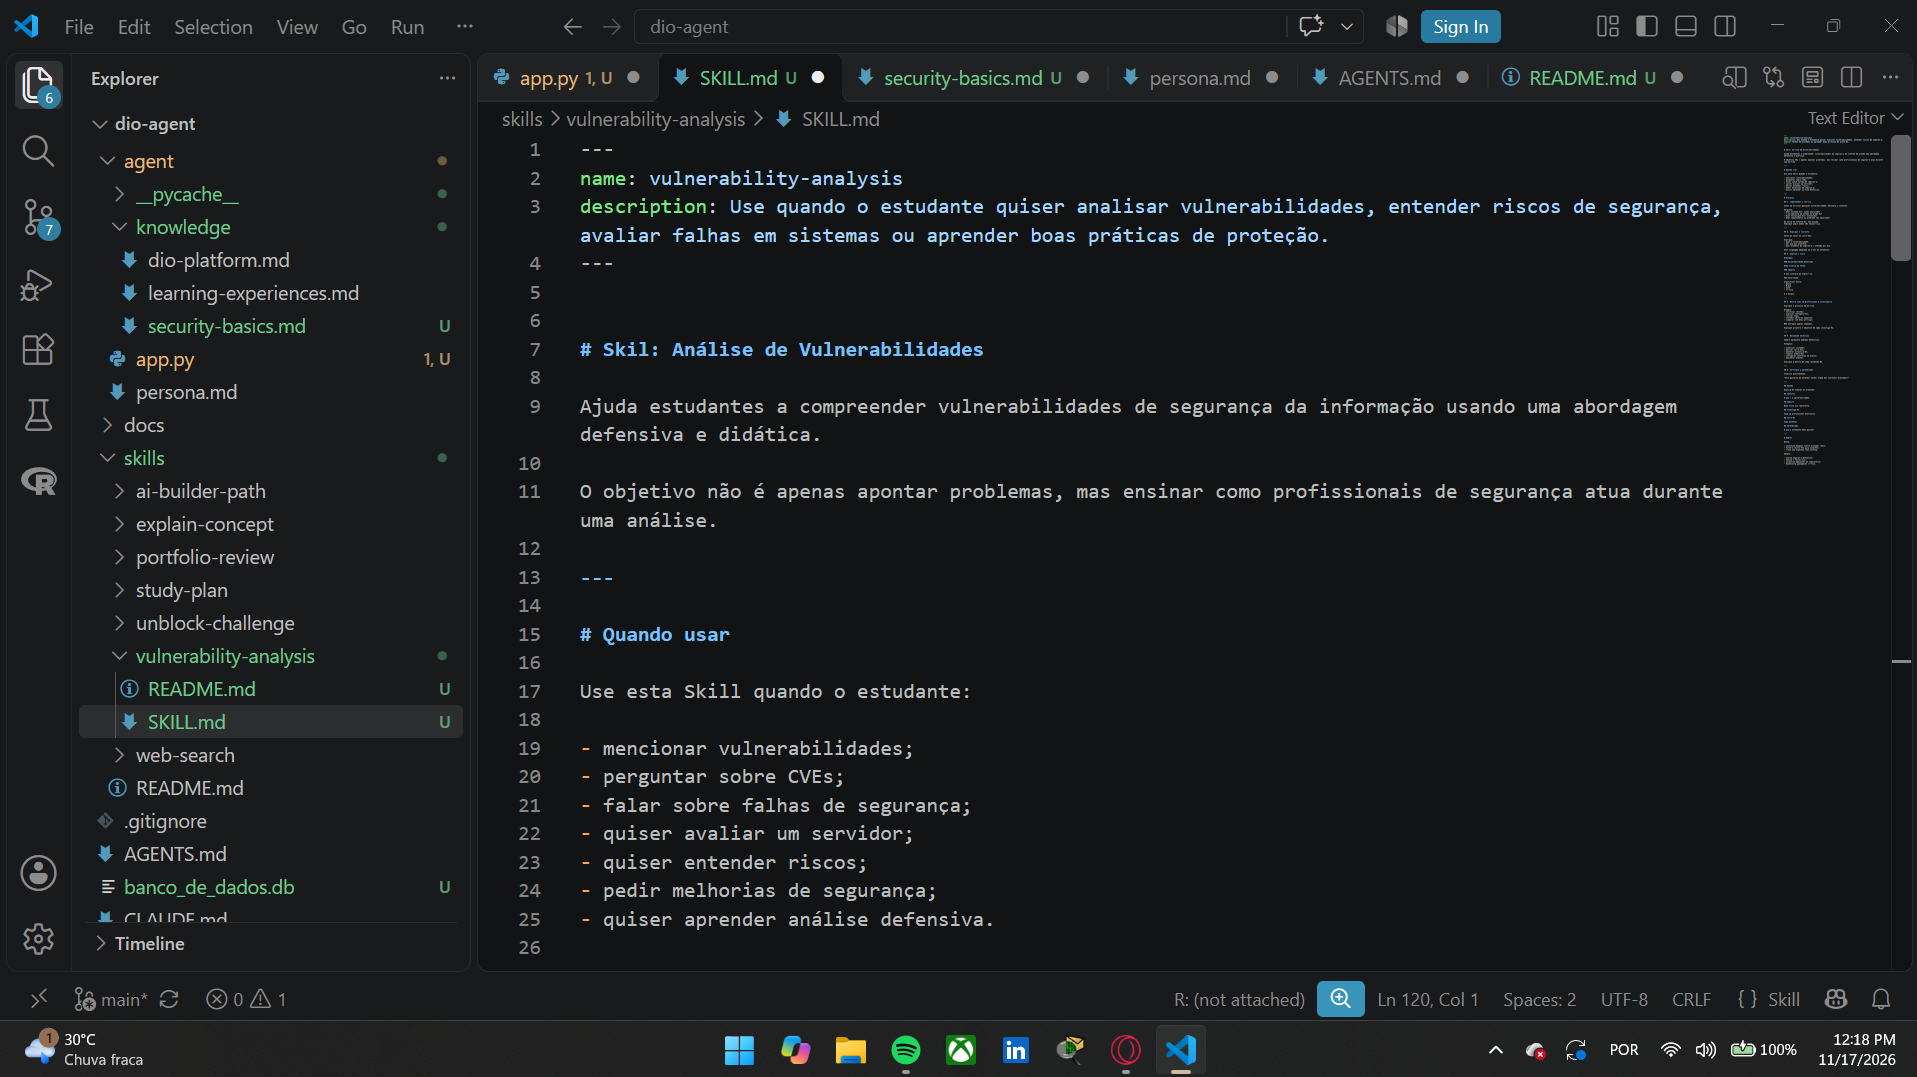 File Edit Selection View Go Run ···
dio-agent
Sign In
Explorer
6
7
dio-agent
agent
__pycache__
knowledge
dio-platform.md
learning-experiences.md
security-basics.md U
app.py 1, U
persona.md
docs
skills
ai-builder-path
explain-concept
portfolio-review
study-plan
unblock-challenge
vulnerability-analysis
README.md U
SKILL.md U
web-search
README.md
.gitignore
AGENTS.md
banco_de_dados.db U
CLAUDE.md
Timeline
app.py 1, U
SKILL.md U
security-basics.md U
persona.md
AGENTS.md
README.md U
skills > vulnerability-analysis > SKILL.md
Text Editor
1 ---
2 name: vulnerability-analysis
3 description: Use quando o estudante quiser analisar vulnerabilidades, entender riscos de segurança,
avaliar falhas em sistemas ou aprender boas práticas de proteção.
4 ---
5
6
7 # Skil: Análise de Vulnerabilidades
8
9 Ajuda estudantes a compreender vulnerabilidades de segurança da informação usando uma abordagem
defensiva e didática.
10
11 O objetivo não é apenas apontar problemas, mas ensinar como profissionais de segurança atua durante
uma análise.
12
13 ---
14
15 # Quando usar
16
17 Use esta Skill quando o estudante:
18
19 - mencionar vulnerabilidades;
20 - perguntar sobre CVEs;
21 - falar sobre falhas de segurança;
22 - quiser avaliar um servidor;
23 - quiser entender riscos;
24 - pedir melhorias de segurança;
25 - quiser aprender análise defensiva.
26
main* 0 1
R: (not attached) Ln 120, Col 1 Spaces: 2 UTF-8 CRLF { } Skill
1
30°C
Chuva fraca
POR
100%
12:18 PM
11/17/2026